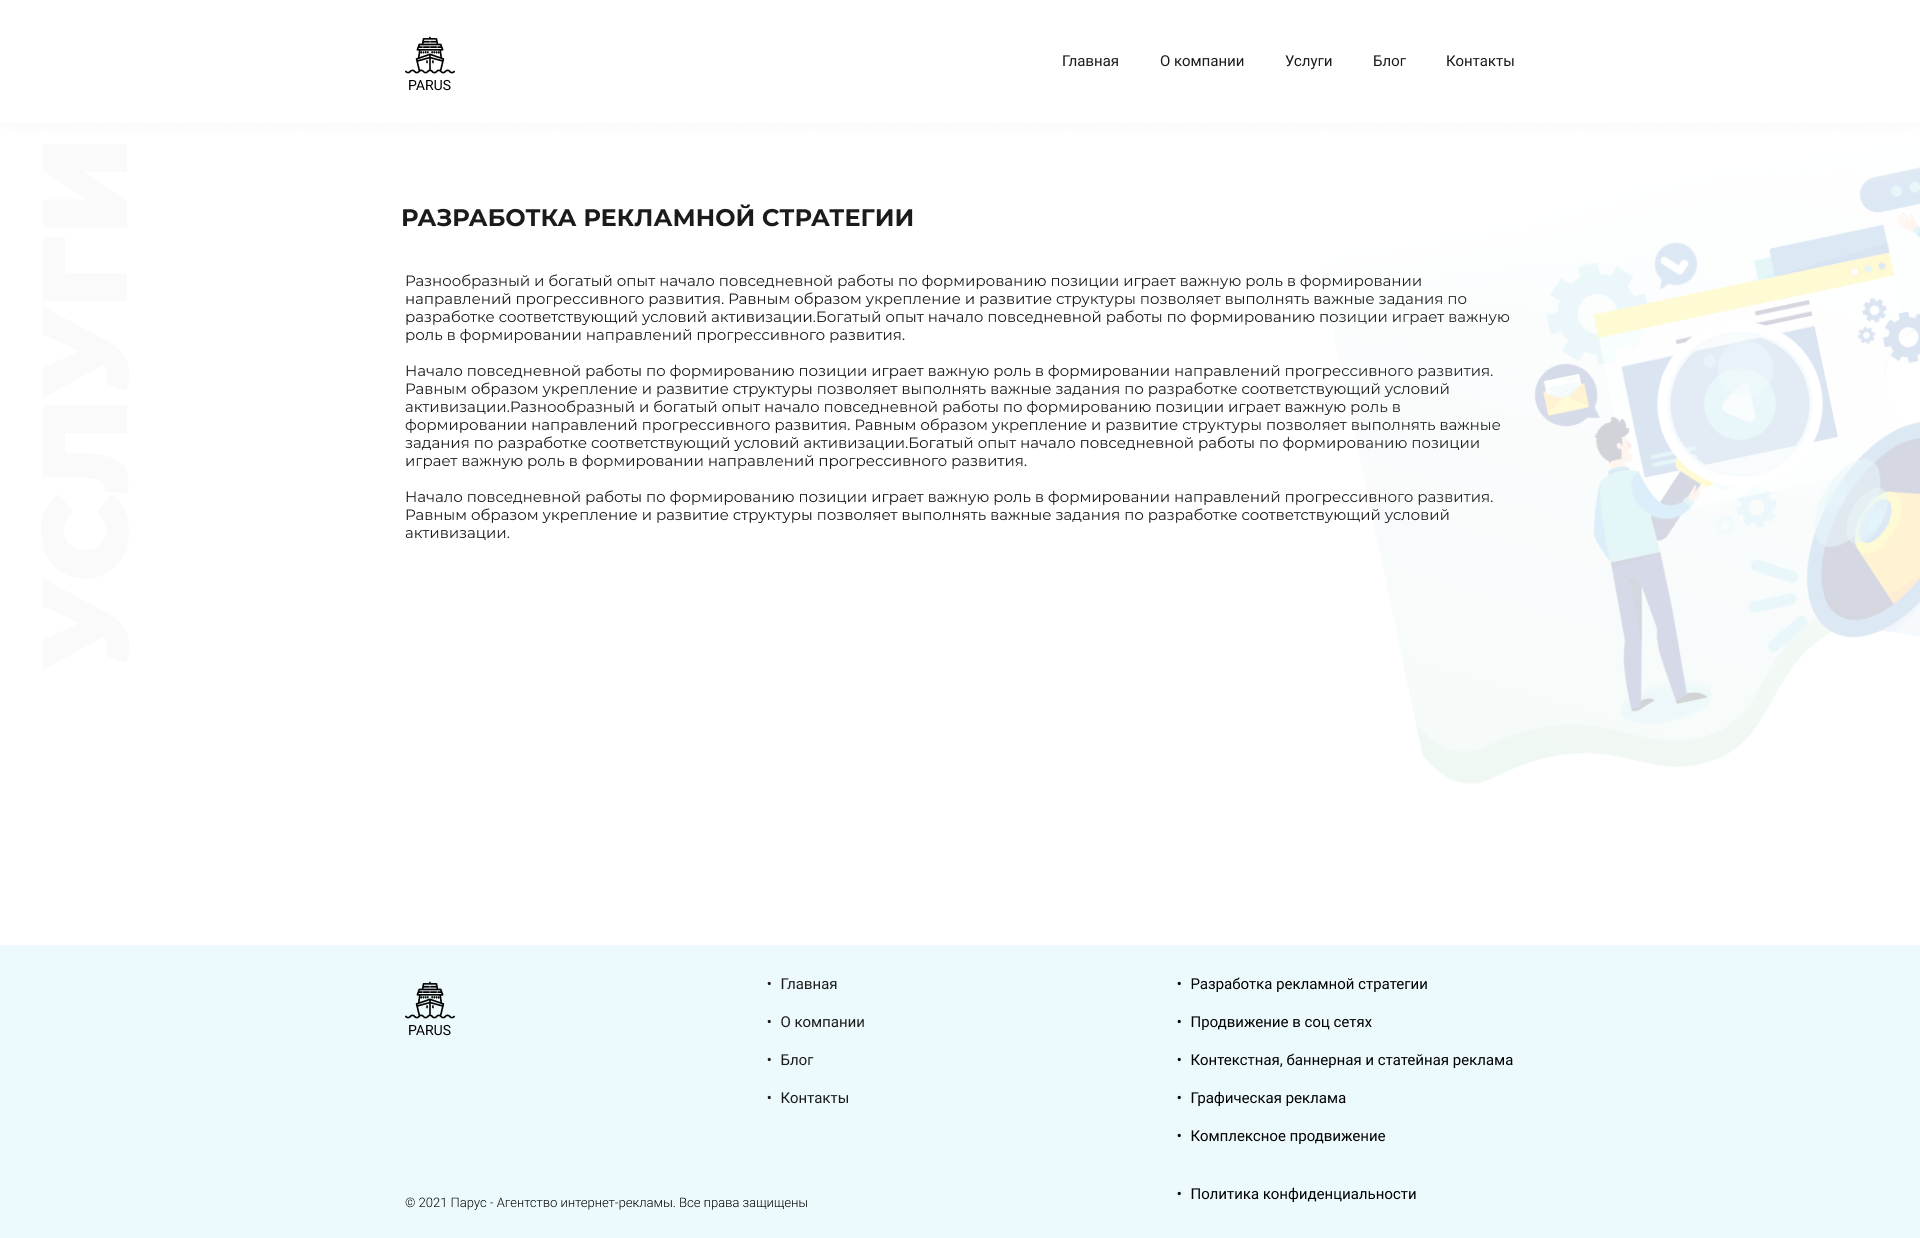 PARUS
Главная
О компании
Услуги
Блог
Контакты
УСЛУГИ
РАЗРАБОТКА РЕКЛАМНОЙ СТРАТЕГИИ
Разнообразный и богатый опыт начало повседневной работы по формированию позиции играет важную роль в формировании
направлений прогрессивного развития. Равным образом укрепление и развитие структуры позволяет выполнять важные задания по
разработке соответствующий условий активизации.Богатый опыт начало повседневной работы по формированию позиции играет важную
роль в формировании направлений прогрессивного развития.
Начало повседневной работы по формированию позиции играет важную роль в формировании направлений прогрессивного развития.
Равным образом укрепление и развитие структуры позволяет выполнять важные задания по разработке соответствующий условий
активизации.Разнообразный и богатый опыт начало повседневной работы по формированию позиции играет важную роль в
формировании направлений прогрессивного развития. Равным образом укрепление и развитие структуры позволяет выполнять важные
задания по разработке соответствующий условий активизации.Богатый опыт начало повседневной работы по формированию позиции
играет важную роль в формировании направлений прогрессивного развития.
Начало повседневной работы по формированию позиции играет важную роль в формировании направлений прогрессивного развития.
Равным образом укрепление и развитие структуры позволяет выполнять важные задания по разработке соответствующий условий
активизации.
PARUS
• Главная
• О компании
• Блог
• Контакты
• Разработка рекламной стратегии
• Продвижение в соц сетях
• Контекстная, баннерная и статейная реклама
• Графическая реклама
• Комплексное продвижение
• Политика конфиденциальности
© 2021 Парус - Агентство интернет-рекламы. Все права защищены